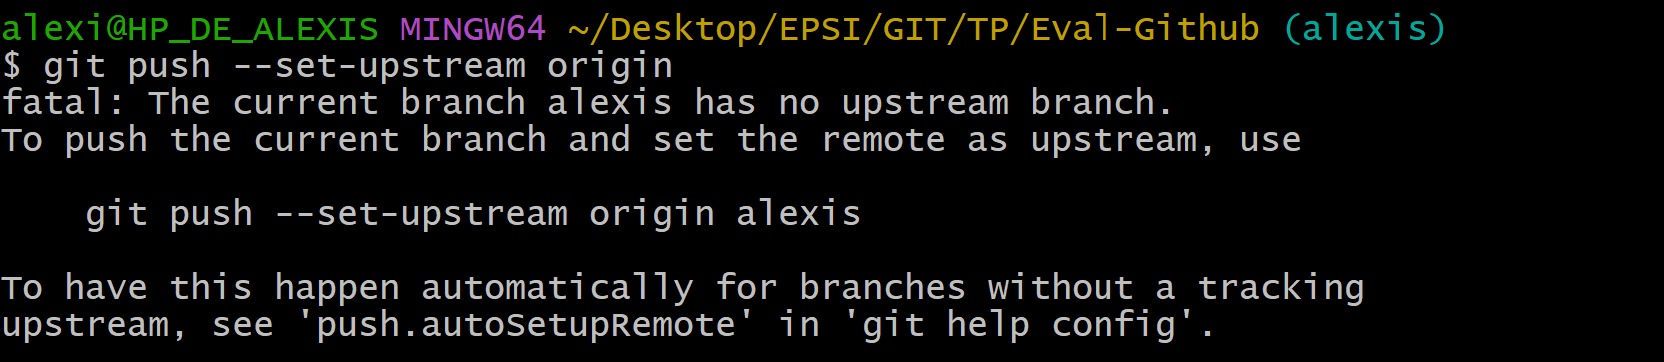 alexi@HP_DE_ALEXIS MINGW64 ~/Desktop/EPSI/GIT/TP/Eval-Github (alexis)
$ git push --set-upstream origin
fatal: The current branch alexis has no upstream branch.
To push the current branch and set the remote as upstream, use

    git push --set-upstream origin alexis

To have this happen automatically for branches without a tracking
upstream, see 'push.autoSetupRemote' in 'git help config'.